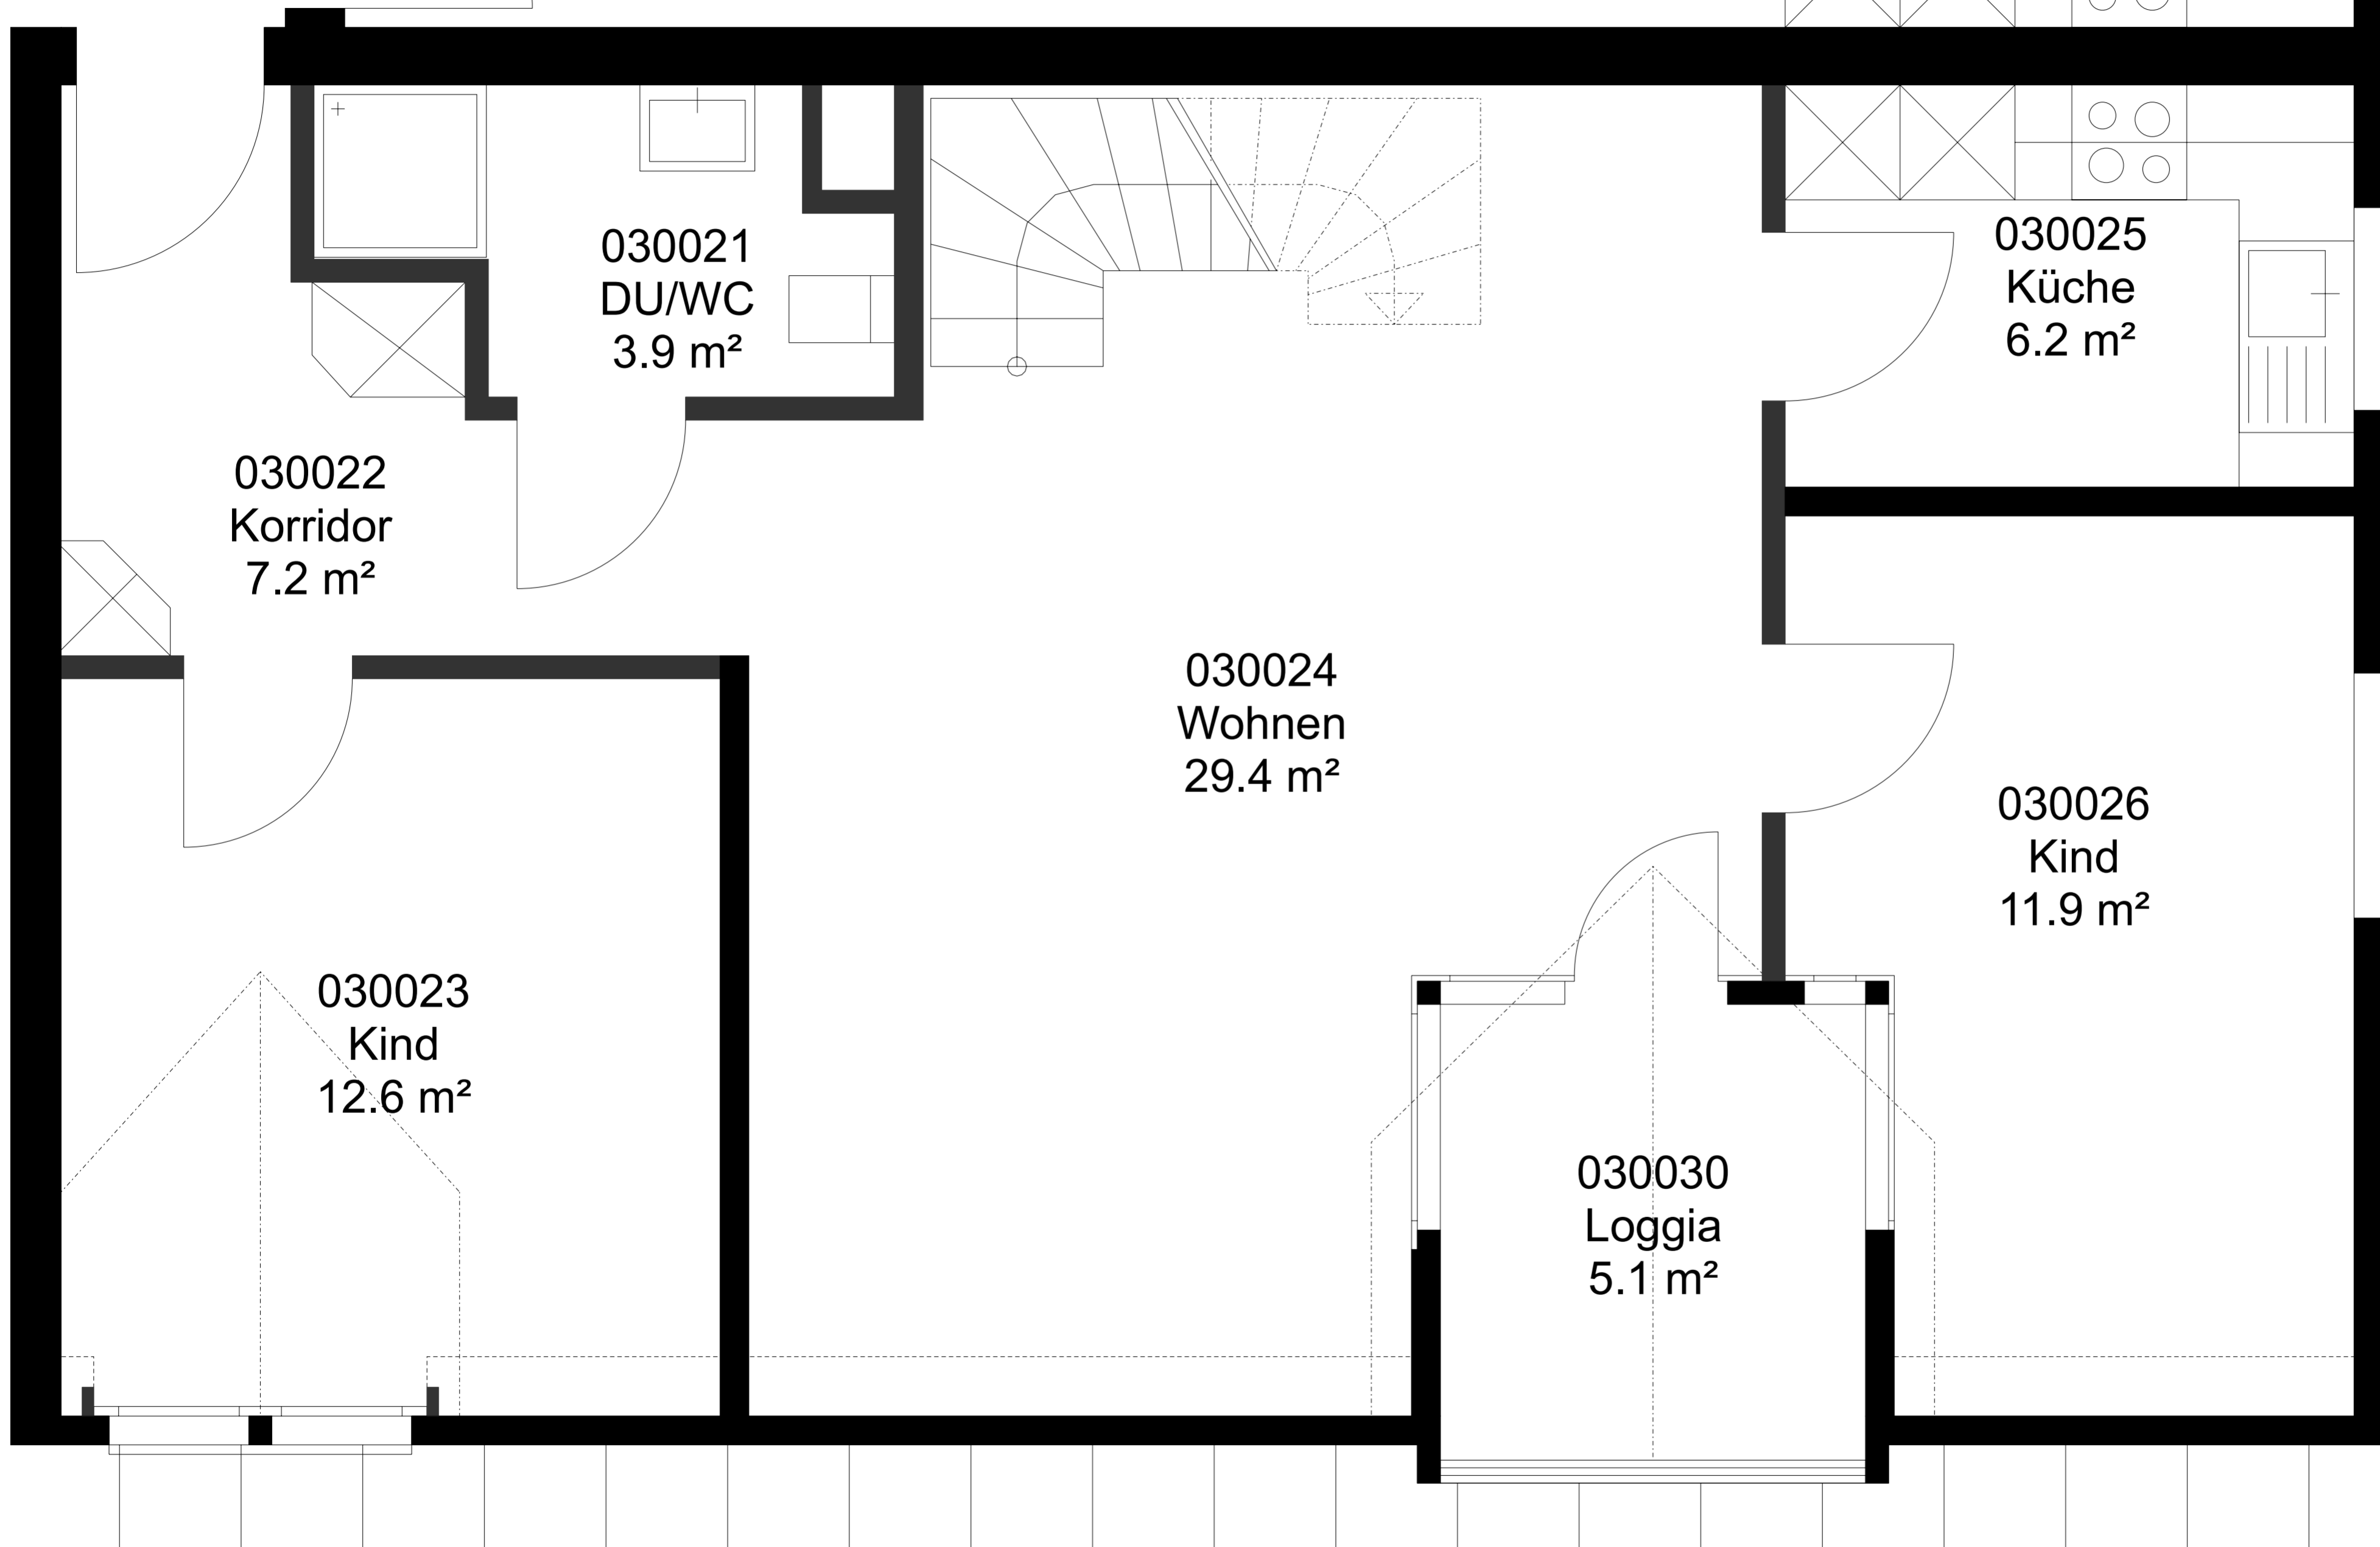 030021
DU/WC
3.9 m²
030025
Küche
6.2 m²
030022
Korridor
7.2 m²
030024
Wohnen
29.4 m²
030026
Kind
11.9 m²
030023
Kind
12.6 m²
030030
Loggia
5.1 m²